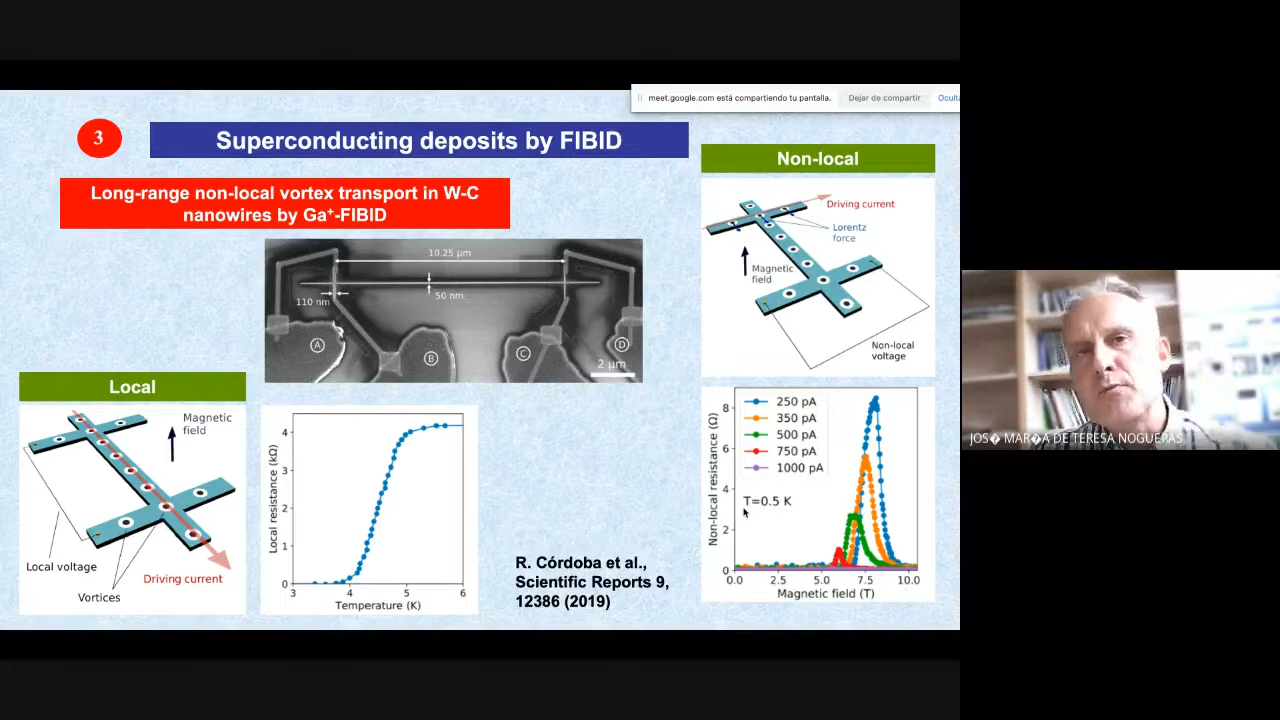 meet.google.com está compartiendo tu pantalla.
Dejar de compartir
Oculta
3
Superconducting deposits by FIBID
Long-range non-local vortex transport in W-C
nanowires by Ga⁺-FIBID
10.25 µm
110 nm
50 nm
A
B
C
D
2 µm
Local
Magnetic
field
Local voltage
Driving current
Vortices
Local resistance (kΩ)
4
3
2
1
0
3 4 5 6
Temperature (K)
R. Córdoba et al.,
Scientific Reports 9,
12386 (2019)
Non-local
Driving current
Lorentz
force
Magnetic
field
Non-local
voltage
Non-local resistance (Ω)
8
6
4
2
0
250 pA
350 pA
500 pA
750 pA
1000 pA
T=0.5 K
0.0 2.5 5.0 7.5 10.0
Magnetic field (T)
JOS� MAR�A DE TERESA NOGUERAS